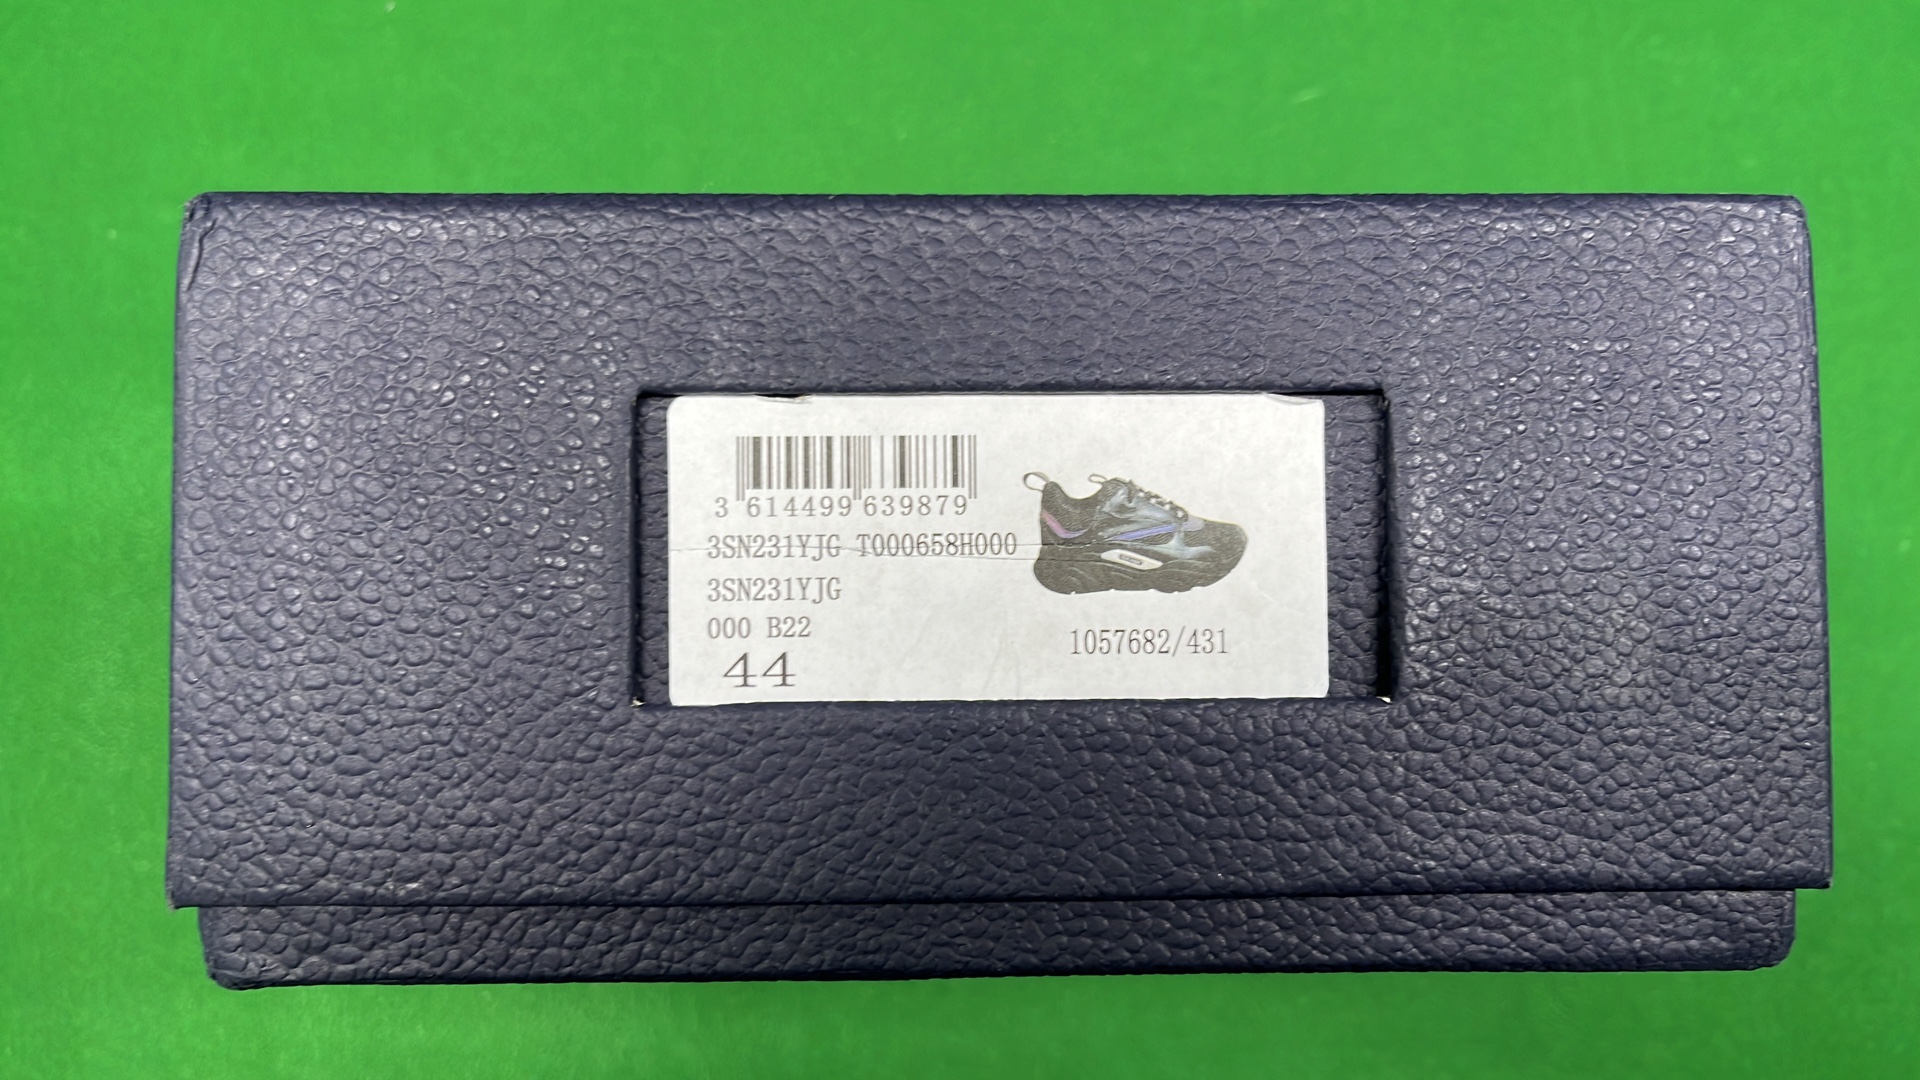 3 614499 639879
3SN231YJG T000658H000
3SN231YJG
000 B22
44
1057682/431